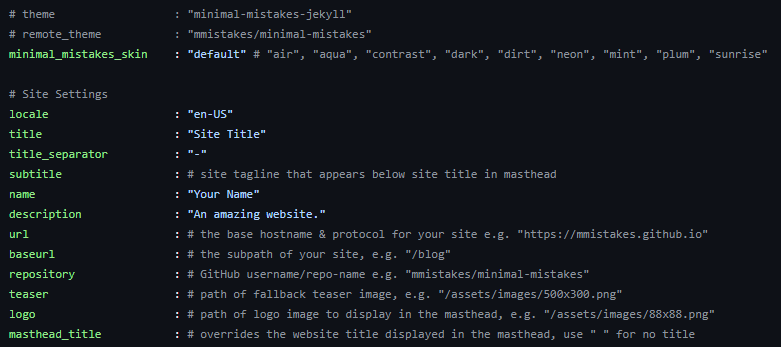 # theme : "minimal-mistakes-jekyll"
# remote_theme : "mmistakes/minimal-mistakes"
minimal_mistakes_skin : "default" # "air", "aqua", "contrast", "dark", "dirt", "neon", "mint", "plum", "sunrise"
# Site Settings
locale : "en-US"
title : "Site Title"
title_separator : "-"
subtitle : # site tagline that appears below site title in masthead
name : "Your Name"
description : "An amazing website."
url : # the base hostname & protocol for your site e.g. "https://mmistakes.github.io"
baseurl : # the subpath of your site, e.g. "/blog"
repository : # GitHub username/repo-name e.g. "mmistakes/minimal-mistakes"
teaser : # path of fallback teaser image, e.g. "/assets/images/500x300.png"
logo : # path of logo image to display in the masthead, e.g. "/assets/images/88x88.png"
masthead_title : # overrides the website title displayed in the masthead, use " " for no title